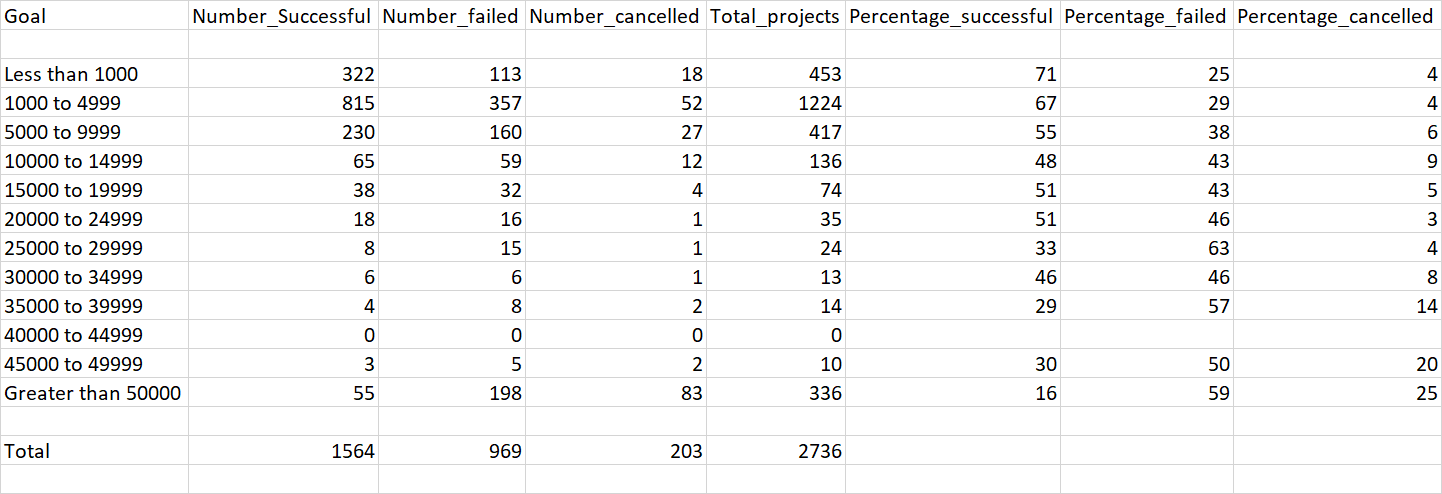 Goal Number_Successful Number_failed Number_cancelled Total_projects Percentage_successful Percentage_failed Percentage_cancelled
Less than 1000 322 113 18 453 71 25 4
1000 to 4999 815 357 52 1224 67 29 4
5000 to 9999 230 160 27 417 55 38 6
10000 to 14999 65 59 12 136 48 43 9
15000 to 19999 38 32 4 74 51 43 5
20000 to 24999 18 16 1 35 51 46 3
25000 to 29999 8 15 1 24 33 63 4
30000 to 34999 6 6 1 13 46 46 8
35000 to 39999 4 8 2 14 29 57 14
40000 to 44999 0 0 0 0
45000 to 49999 3 5 2 10 30 50 20
Greater than 50000 55 198 83 336 16 59 25
Total 1564 969 203 2736